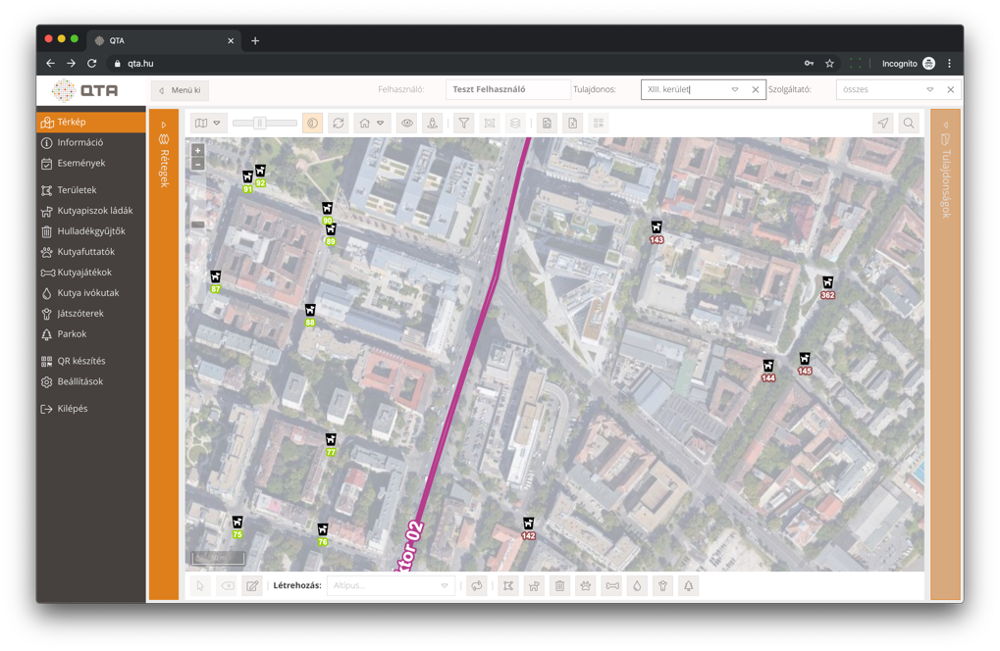 QTA
qta.hu
Incognito
QTA
Menü ki
Felhasználó:
Teszt Felhasználó
Tulajdonos:
XIII. kerület
Szolgáltató:
összes
Térkép
Információ
Események
Területek
Kutyapiszok ládák
Hulladékgyűjtők
Kutyafuttatók
Kutyajátékok
Kutya ivókutak
Játszóterek
Parkok
QR készítés
Beállítások
Kilépés
Rétegek
Tulajdonságok
91
92
90
89
87
88
77
75
76
143
362
144
145
142
ktor 02
Létrehozás:
Altípus...